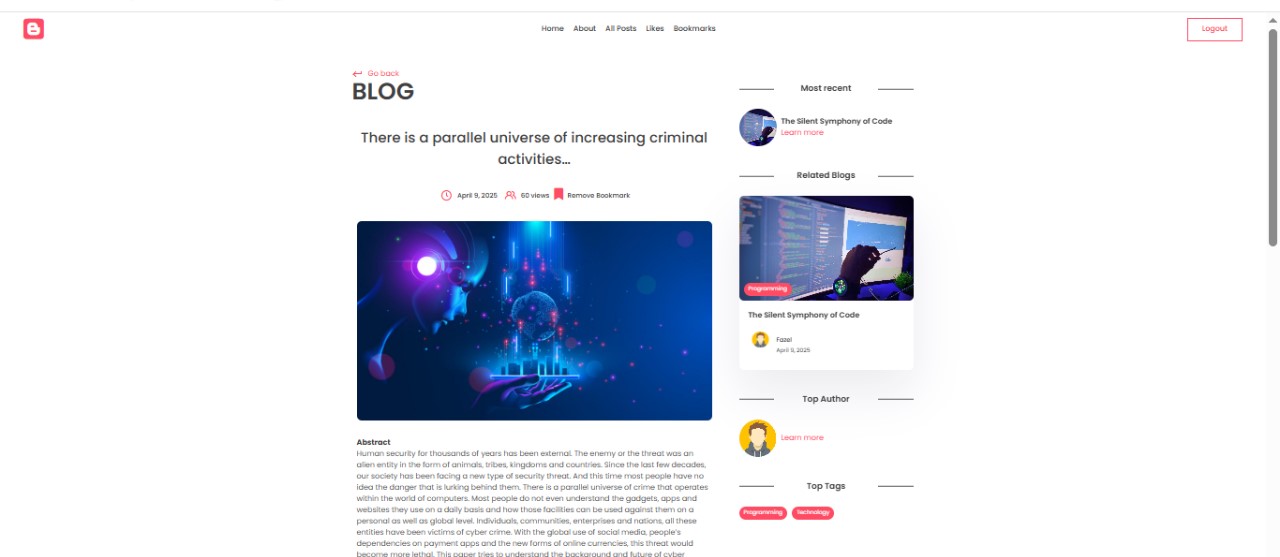 Home About All Posts Likes Bookmarks
Logout
Go back
BLOG
There is a parallel universe of increasing criminal
activities...
April 9, 2025 60 views Remove Bookmark
Abstract
Human security for thousands of years has been external. The enemy or the threat was an
alien entity in the form of animals, tribes, kingdoms and countries. Since the last few decades,
our society has been facing a new type of security threat. And this time most people have no
idea the danger that is lurking behind them. There is a parallel universe of crime that operates
within the world of computers. Most people do not even understand the gadgets, apps and
websites they use on a daily basis and how those facilities can be used against them on a
personal as well as global level. Individuals, communities, enterprises and nations, all these
entities have been victims of cyber crime. With the global use of social media, people's
dependencies on payment apps and the new forms of online currencies, this threat would
become more lethal. This paper tries to understand the background and future of cyber
Most recent
The Silent Symphony of Code
Learn more
Related Blogs
Programming
The Silent Symphony of Code
Fazel
April 9, 2025
Top Author
Learn more
Top Tags
Programming Technology